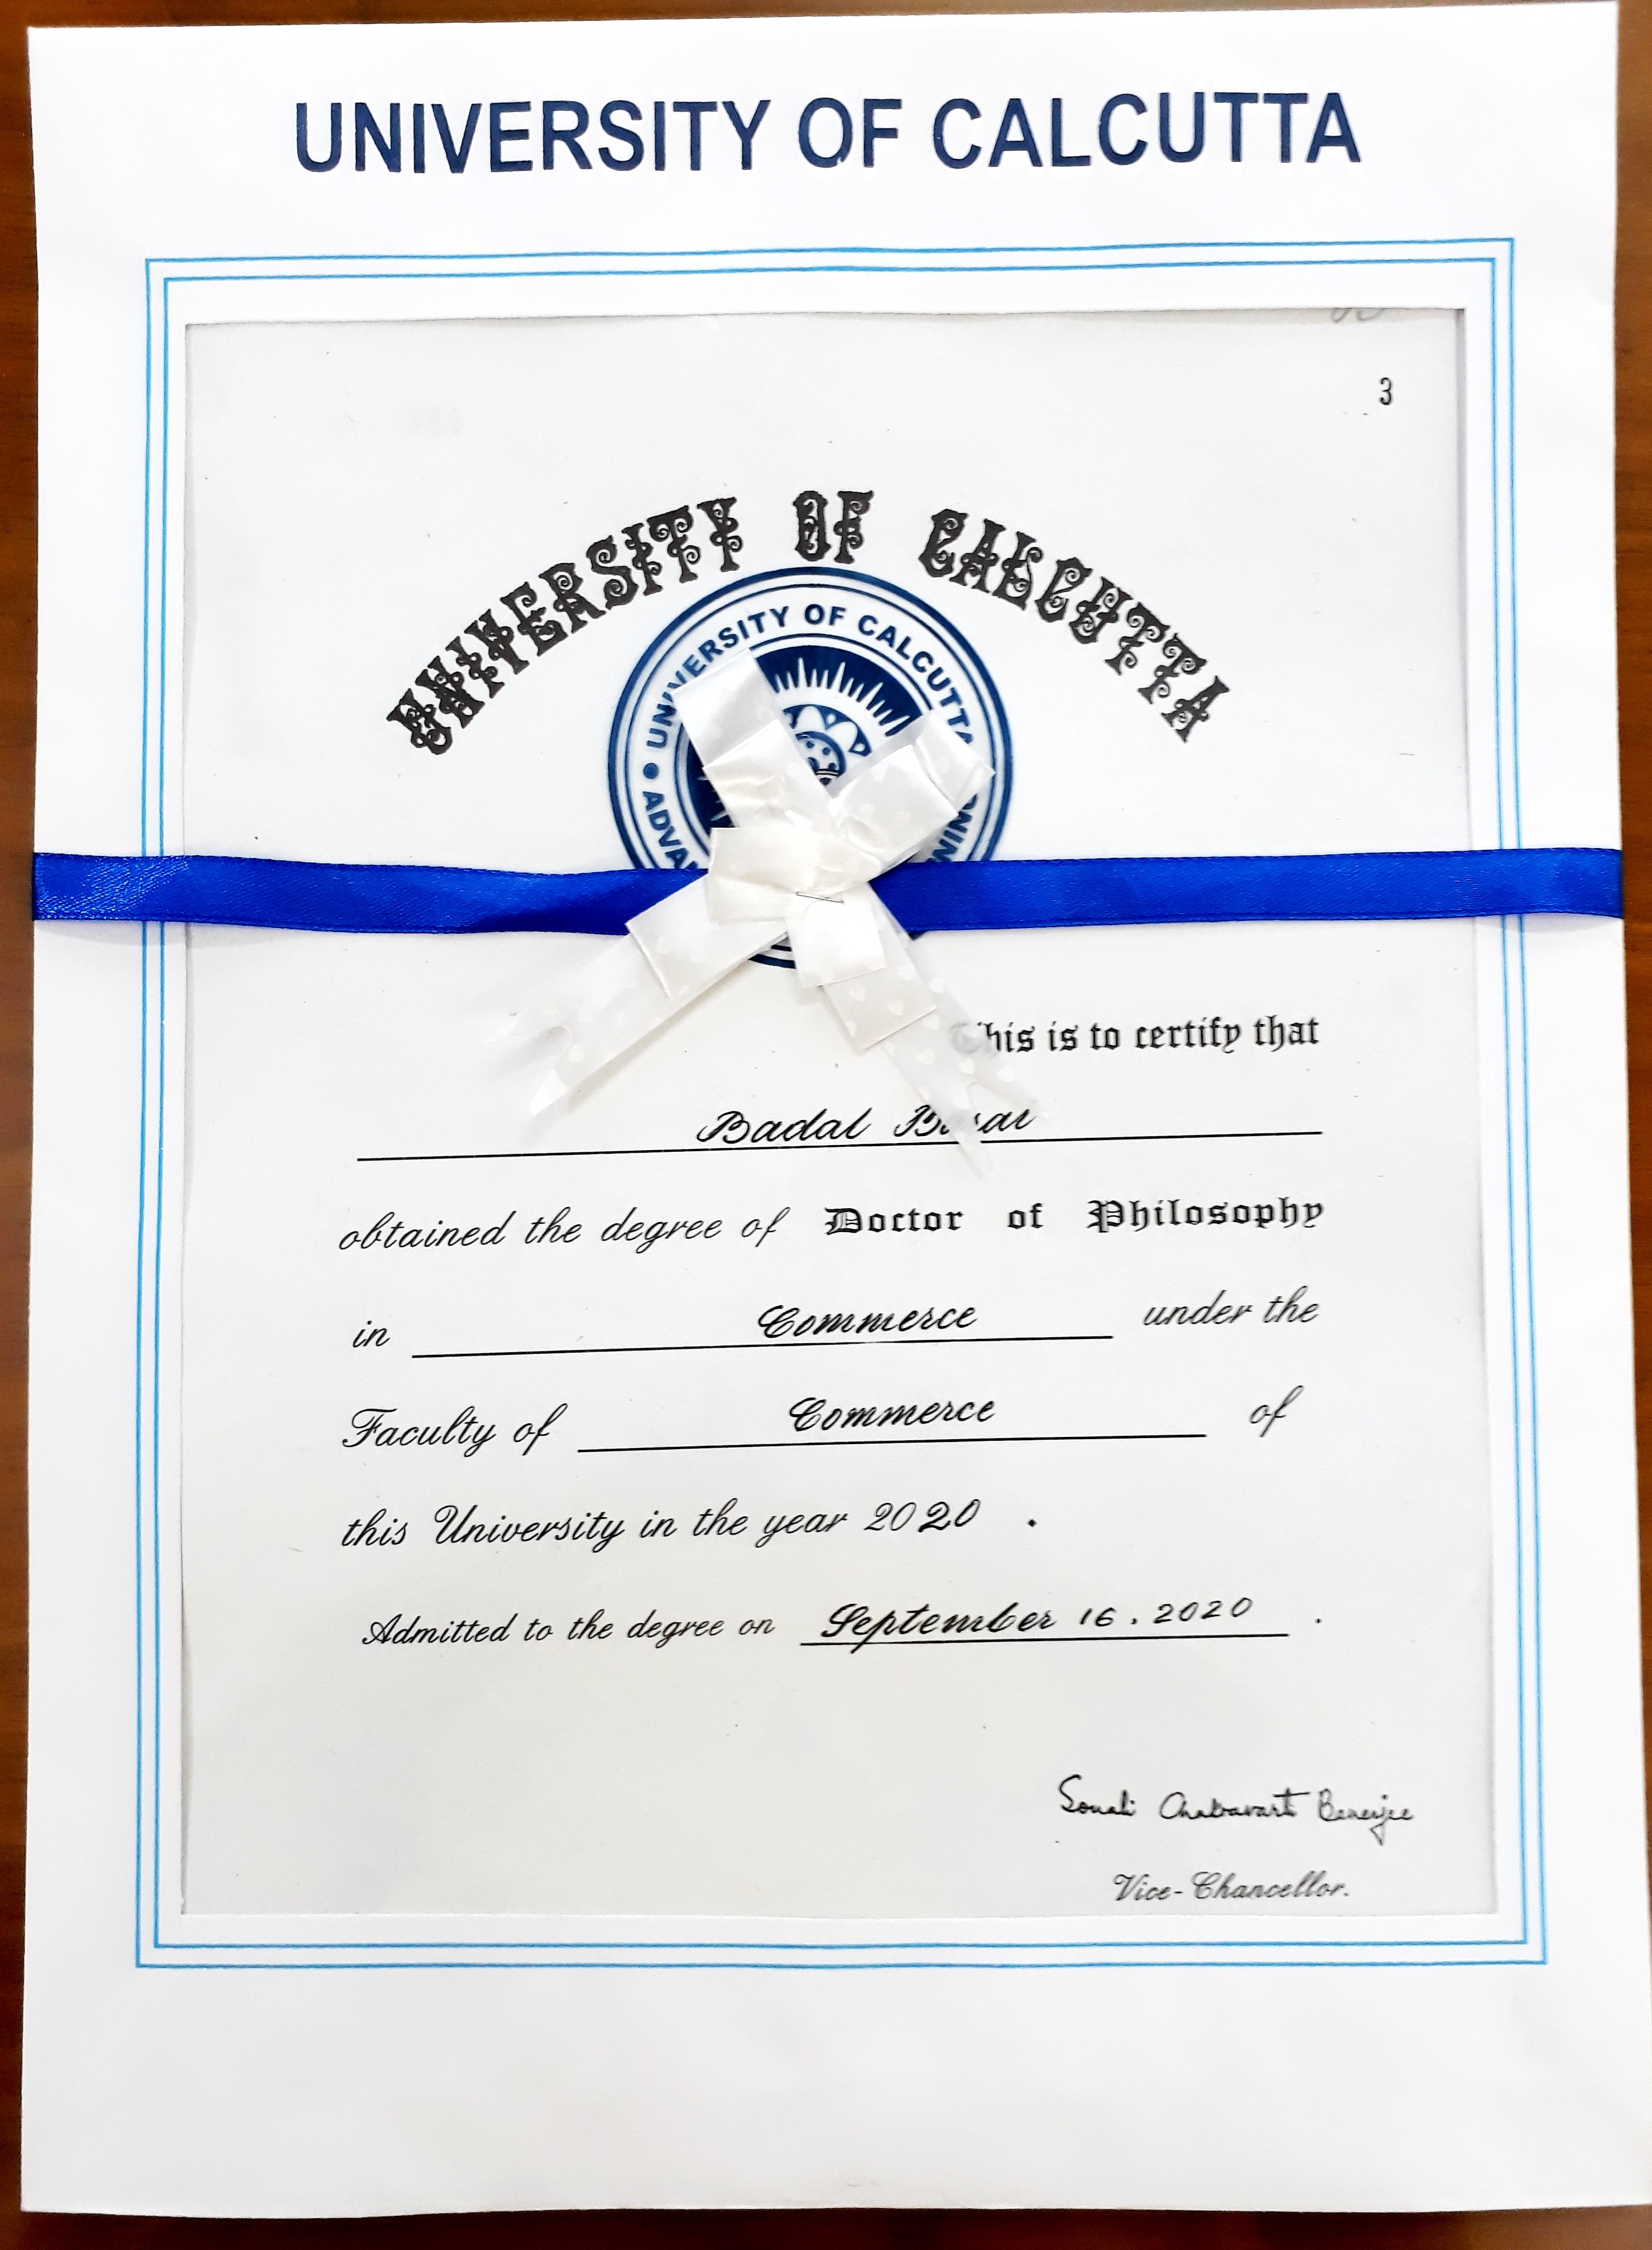 UNIVERSITY OF CALCUTTA
3
UNIVERSITY OF CALCUTTA
UNIVERSITY OF CALCUTTA
This is to certify that
Badal
obtained the degree of Doctor of Philosophy
in Commerce under the
Faculty of Commerce of
this University in the year 2020 .
Admitted to the degree on September 16. 2020 .
Sonali Chakravarti Banerjee
Vice-Chancellor.